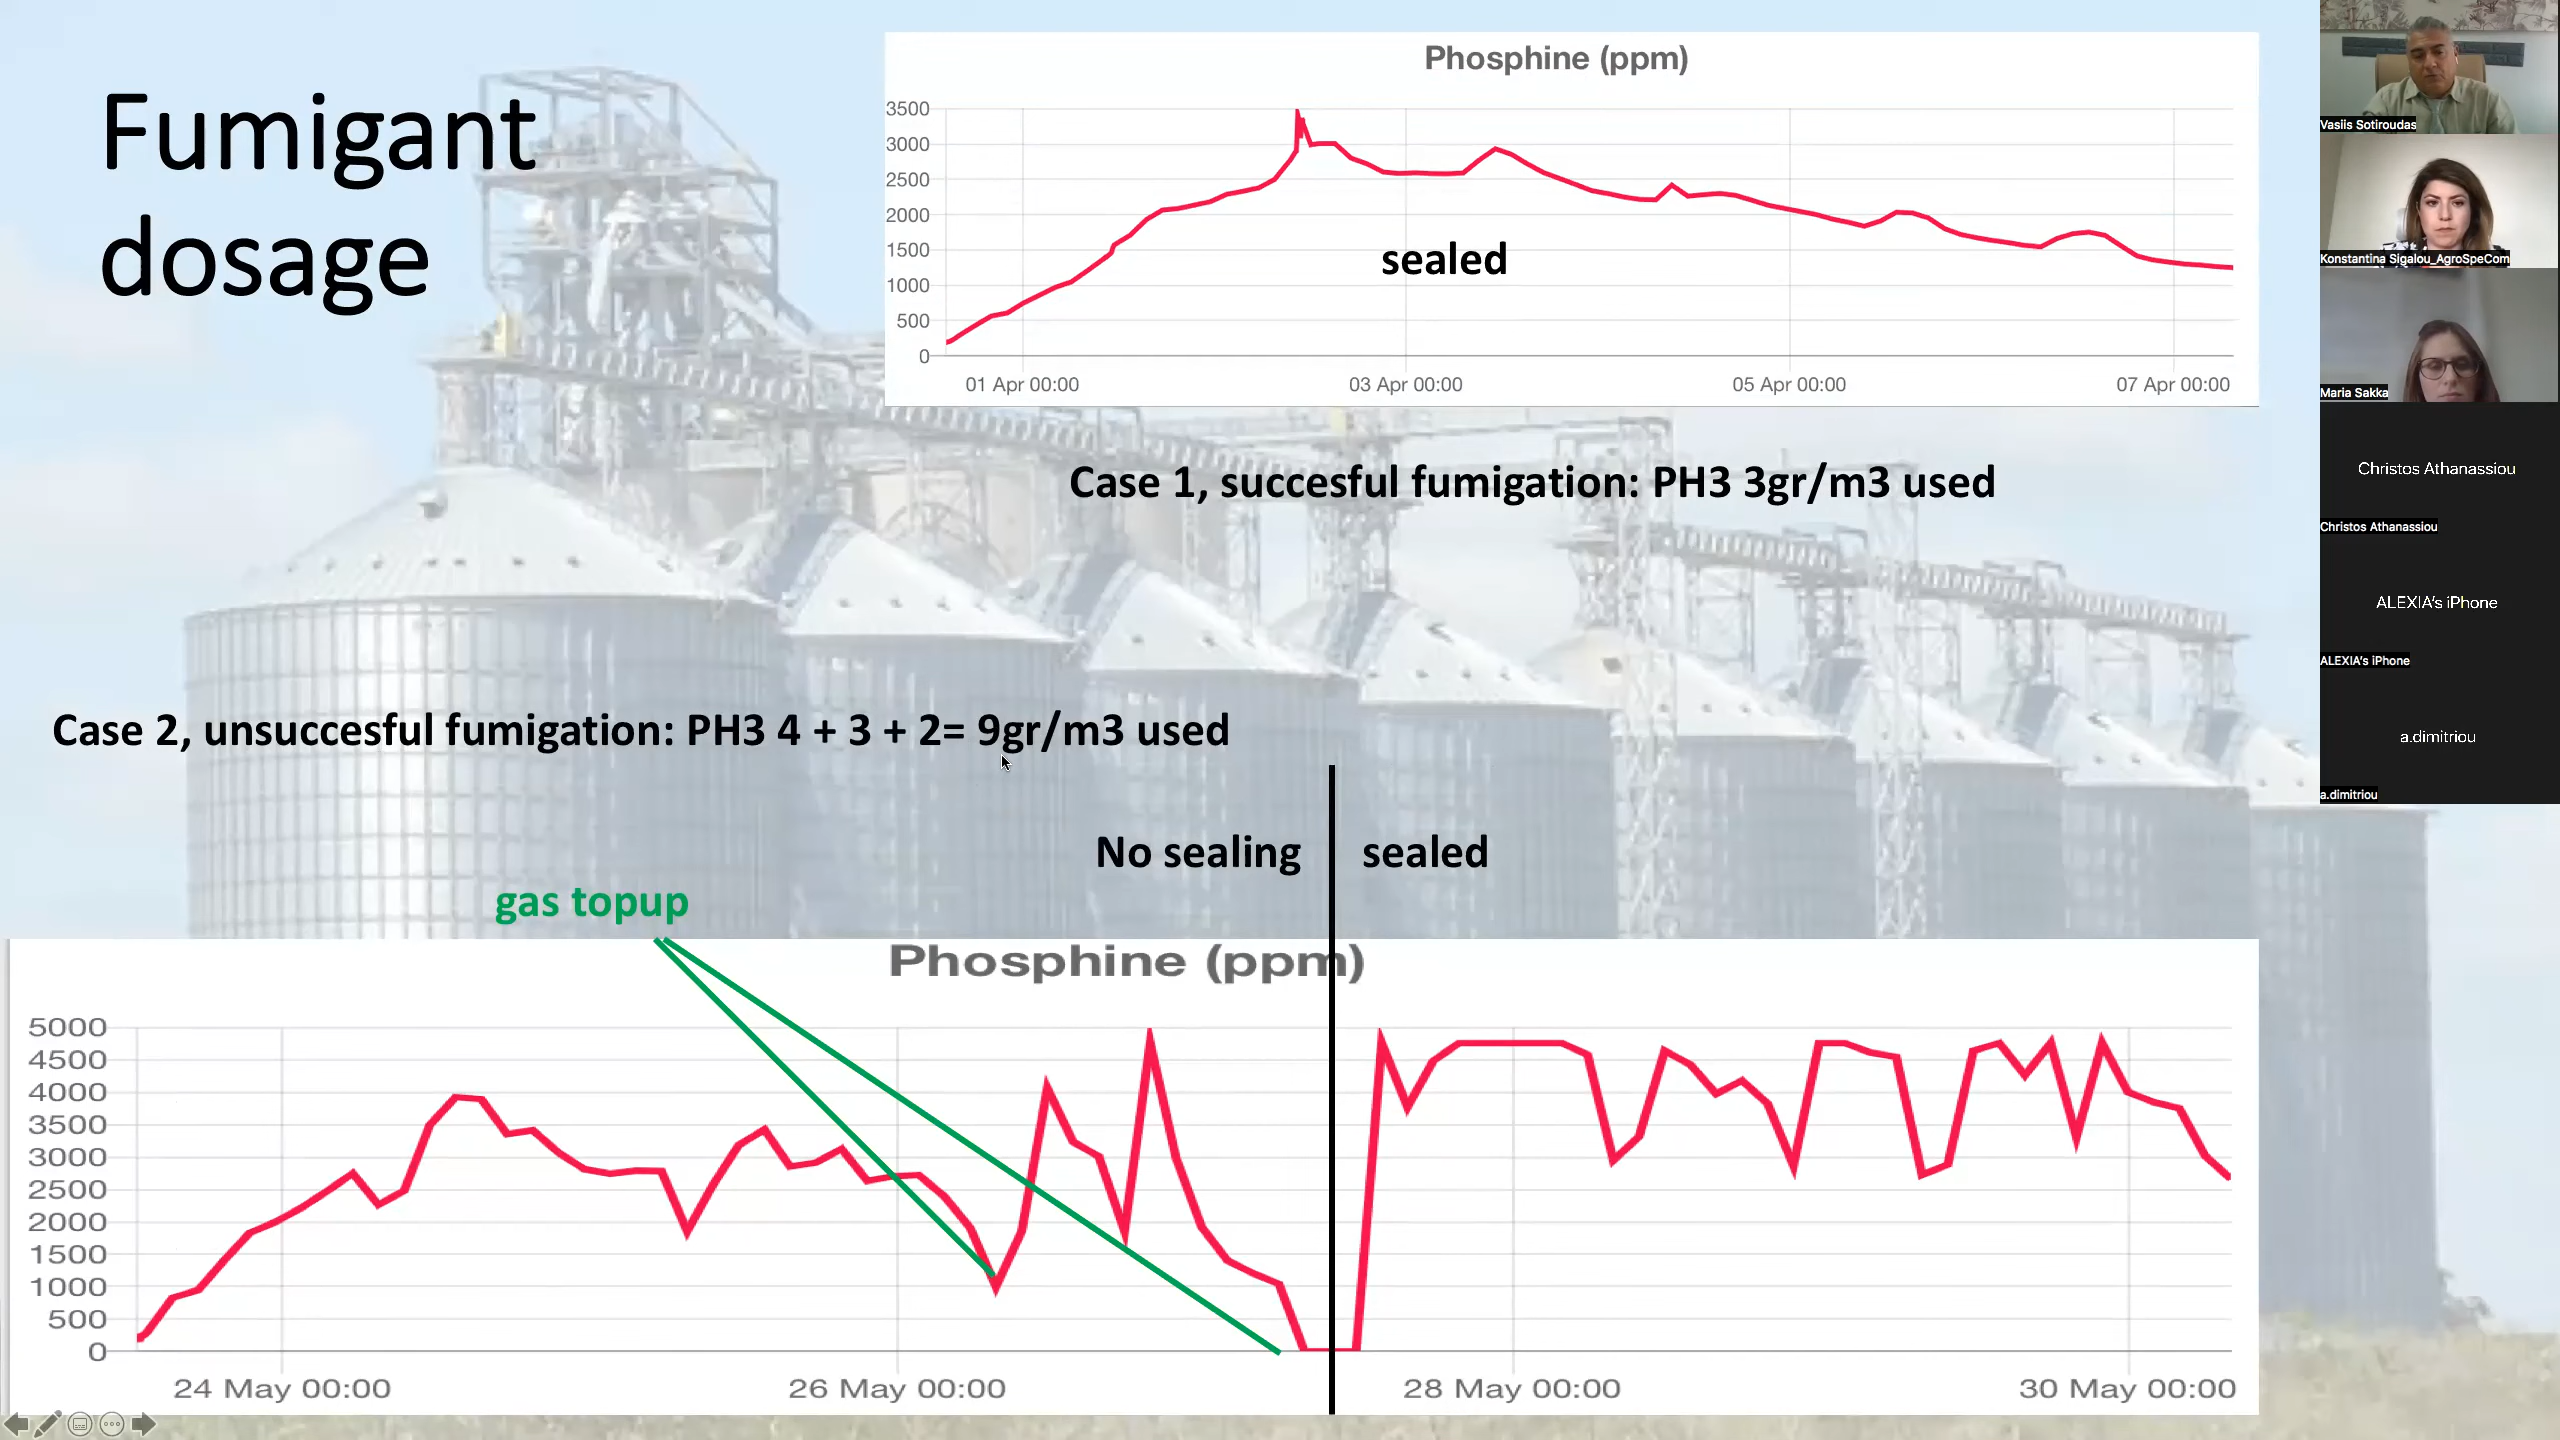 Fumigant
dosage
Phosphine (ppm)
3500
3000
2500
2000
1500
1000
500
0
sealed
01 Apr 00:00
03 Apr 00:00
05 Apr 00:00
07 Apr 00:00
Case 1, succesful fumigation: PH3 3gr/m3 used
Case 2, unsuccesful fumigation: PH3 4 + 3 + 2= 9gr/m3 used
No sealing
sealed
gas topup
Phosphine (ppm)
5000
4500
4000
3500
3000
2500
2000
1500
1000
500
0
24 May 00:00
26 May 00:00
28 May 00:00
30 May 00:00
Vasiis Sotiroudas
Konstantina Sigalou_AgroSpeCom
Maria Sakka
Christos Athanassiou
Christos Athanassiou
ALEXIA's iPhone
ALEXIA's iPhone
a.dimitriou
a.dimitriou